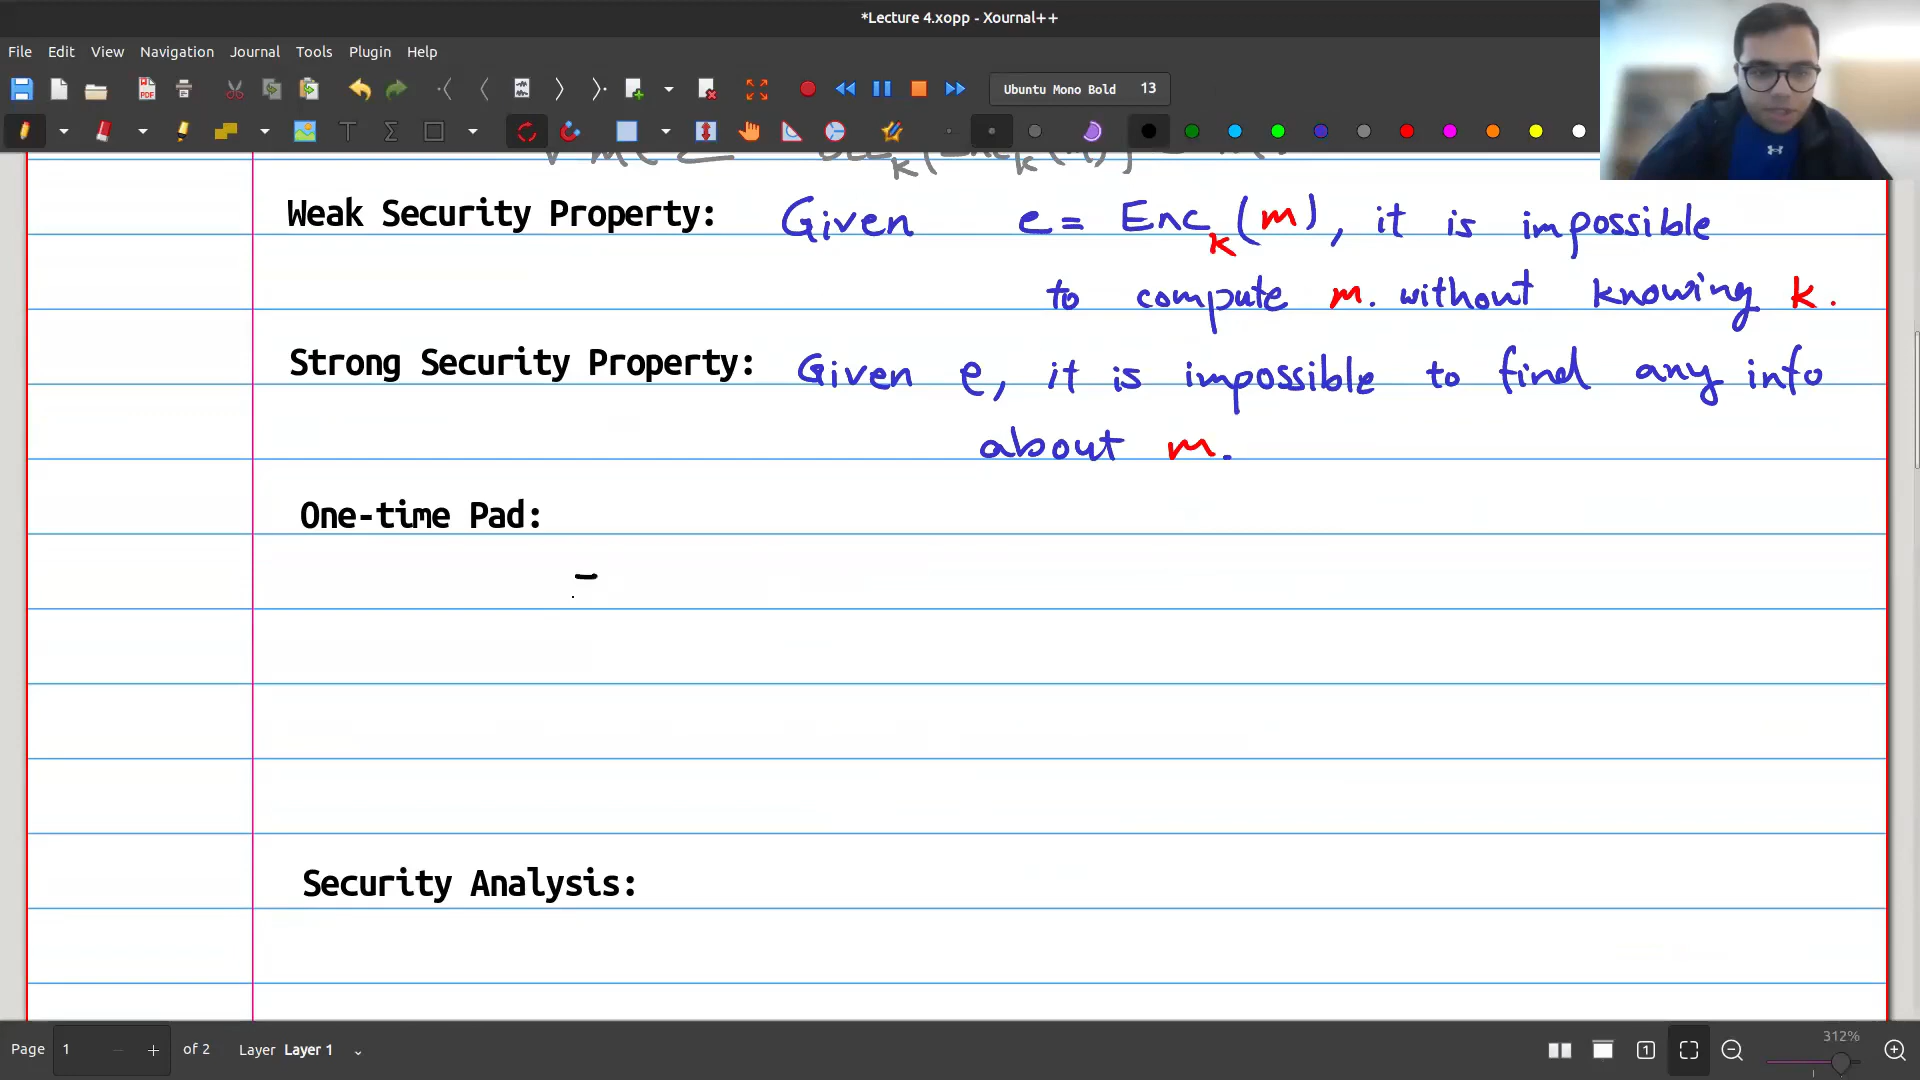 *Lecture 4.xopp - Xournal++
File Edit View Navigation Journal Tools Plugin Help
PDF Ubuntu Mono Bold 13
Weak Security Property: Given e = Enc_k (m), it is impossible
to compute m. without knowing k.
Strong Security Property: Given e, it is impossible to find any info
about m.
One-time Pad:
Security Analysis:
Page 1 of 2 Layer Layer 1 1 312%